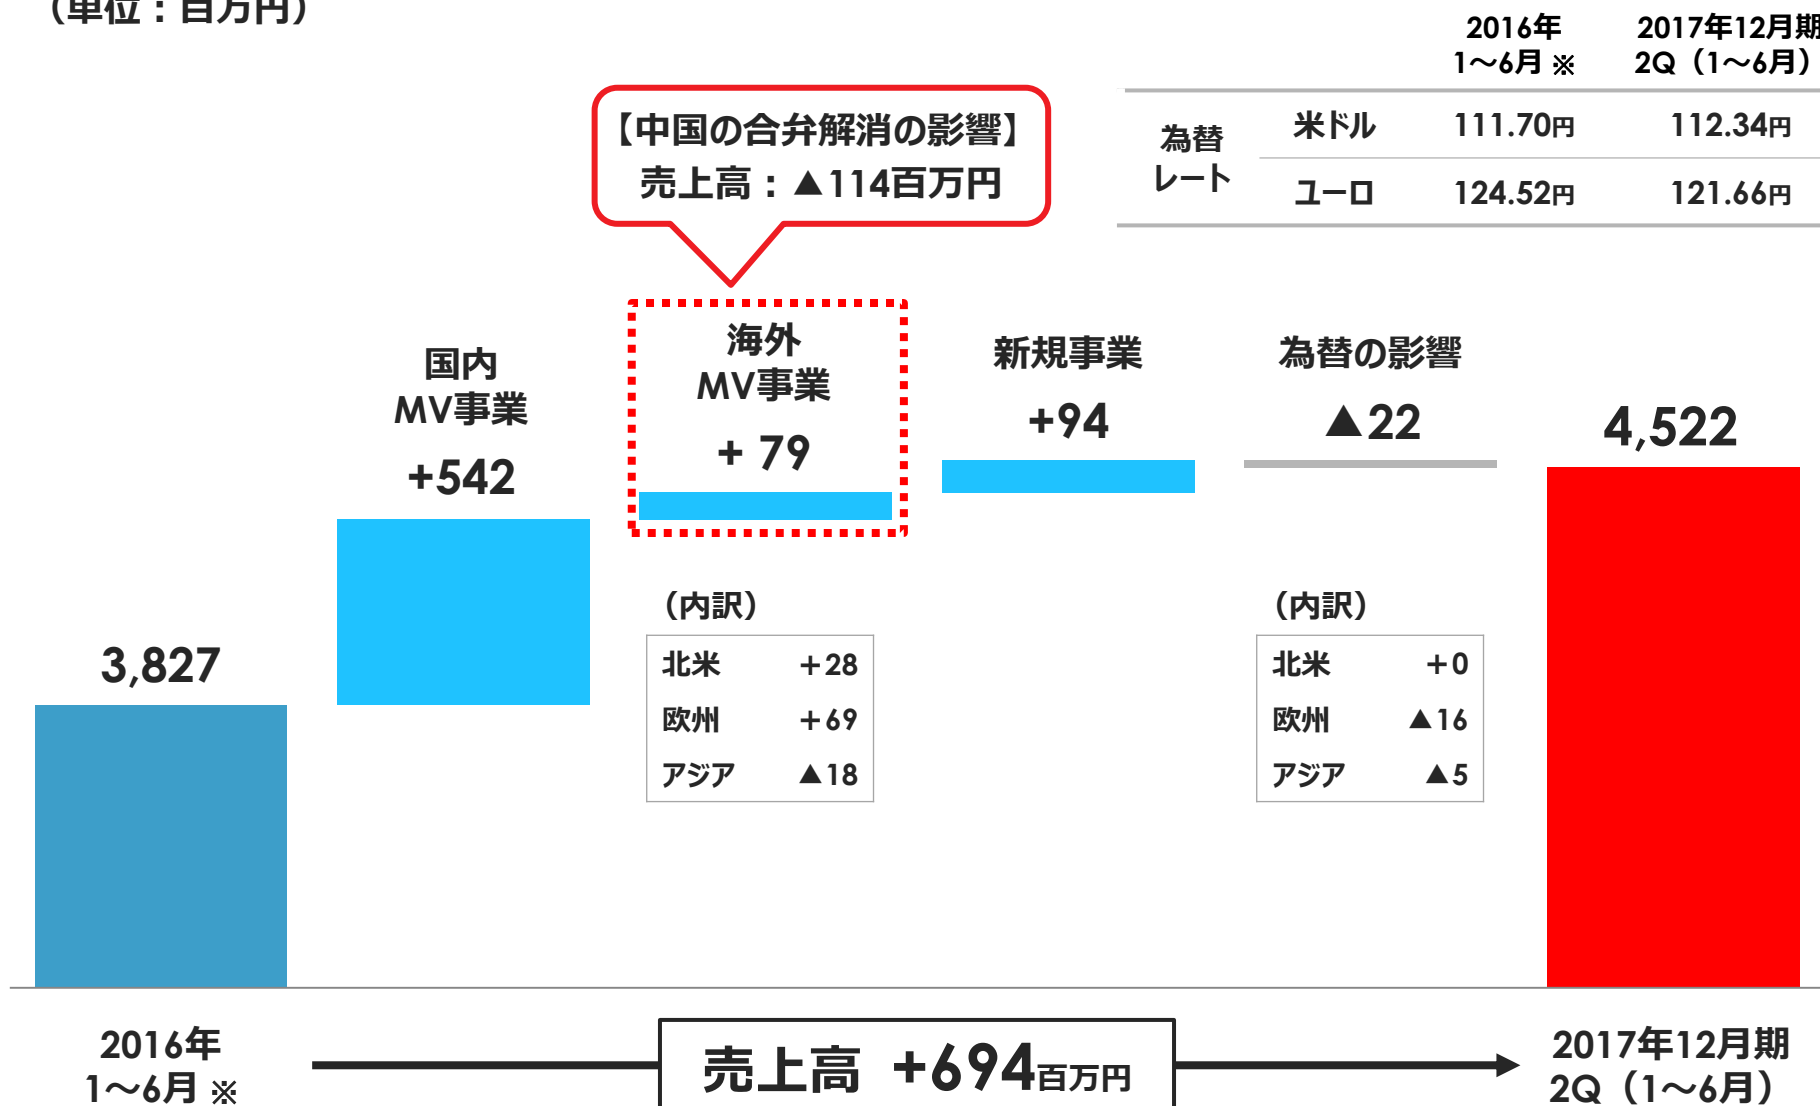 （単位：百万円）
2016年
1～6月 ※
2017年12月期
2Q（1～6月）
為替
レート
米ドル 111.70円 112.34円
ユーロ 124.52円 121.66円
【中国の合弁解消の影響】
売上高：▲114百万円
国内
MV事業
+542
海外
MV事業
+ 79
新規事業
+94
為替の影響
▲22
4,522
3,827
（内訳）
北米 +28
欧州 +69
アジア ▲18
（内訳）
北米 +0
欧州 ▲16
アジア ▲5
2016年
1～6月 ※
売上高 +694百万円
2017年12月期
2Q（1～6月）